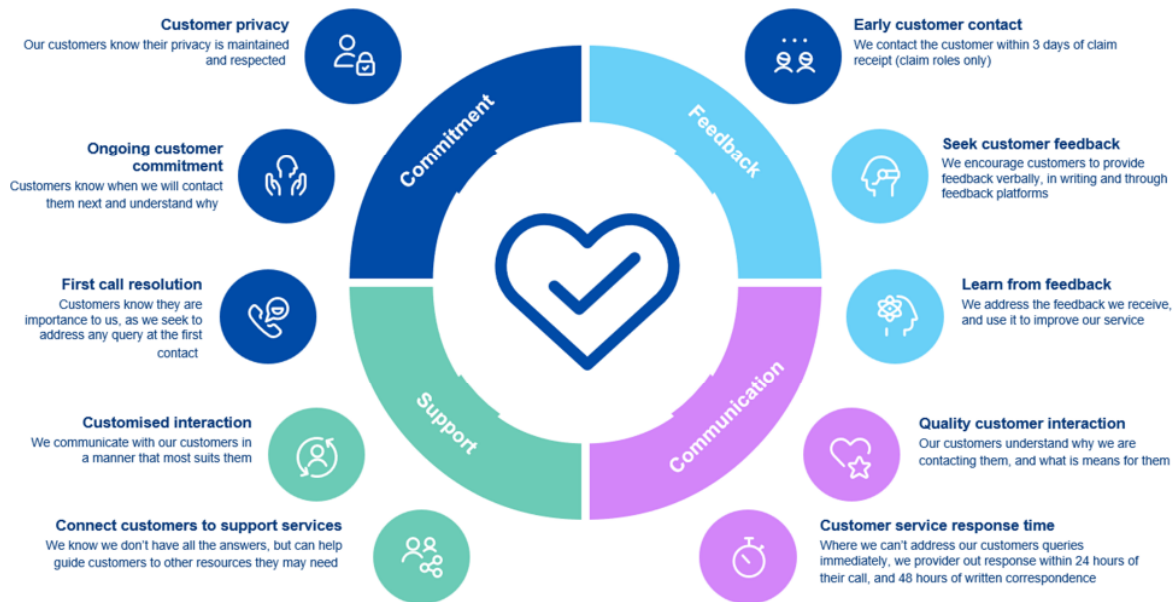 Customer privacy
Our customers know their privacy is maintained
and respected
Ongoing customer
commitment
Customers know when we will contact
them next and understand why
First call resolution
Customers know they are
importance to us, as we seek to
address any query at the first
contact
Customised interaction
We communicate with our customers in
a manner that most suits them
Connect customers to support services
We know we don't have all the answers, but can help
guide customers to other resources they may need
Commitment
Feedback
Support
Communication
Early customer contact
We contact the customer within 3 days of claim
receipt (claim roles only)
Seek customer feedback
We encourage customers to provide
feedback verbally, in writing and through
feedback platforms
Learn from feedback
We address the feedback we receive,
and use it to improve our service
Quality customer interaction
Our customers understand why we are
contacting them, and what is means for them
Customer service response time
Where we can't address our customers queries
immediately, we provider out response within 24 hours of
their call, and 48 hours of written correspondence